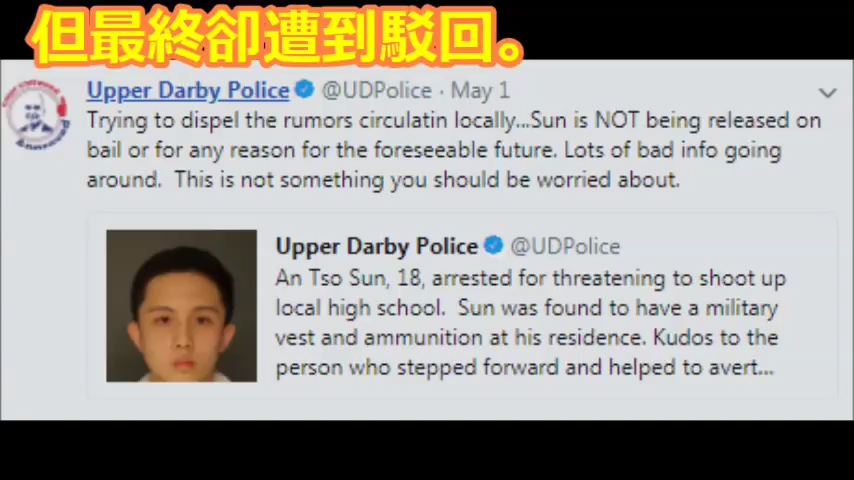 但最終卻遭到駁回。
Upper Darby Police @UDPolice · May 1
Trying to dispel the rumors circulatin locally...Sun is NOT being released on
bail or for any reason for the foreseeable future. Lots of bad info going
around. This is not something you should be worried about.
Upper Darby Police @UDPolice
An Tso Sun, 18, arrested for threatening to shoot up
local high school. Sun was found to have a military
vest and ammunition at his residence. Kudos to the
person who stepped forward and helped to avert...